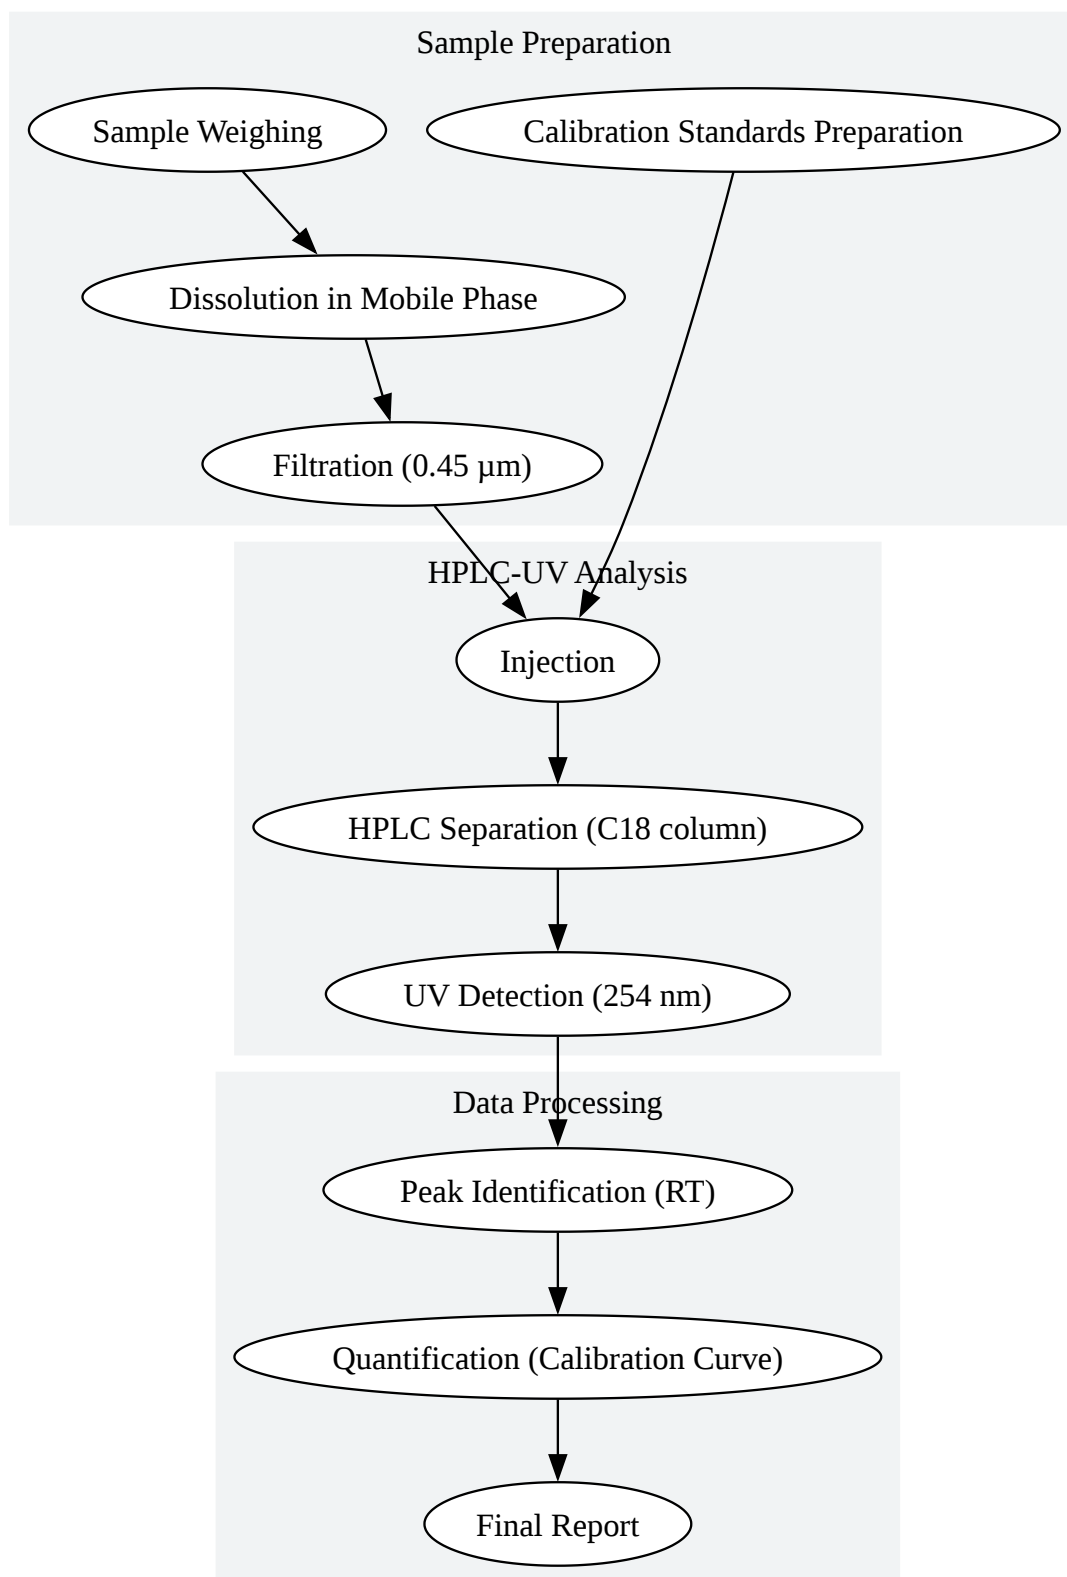 Sample Preparation
Sample Weighing
Calibration Standards Preparation
Dissolution in Mobile Phase
Filtration (0.45 µm)
HPLC-UV Analysis
Injection
HPLC Separation (C18 column)
UV Detection (254 nm)
Data Processing
Peak Identification (RT)
Quantification (Calibration Curve)
Final Report